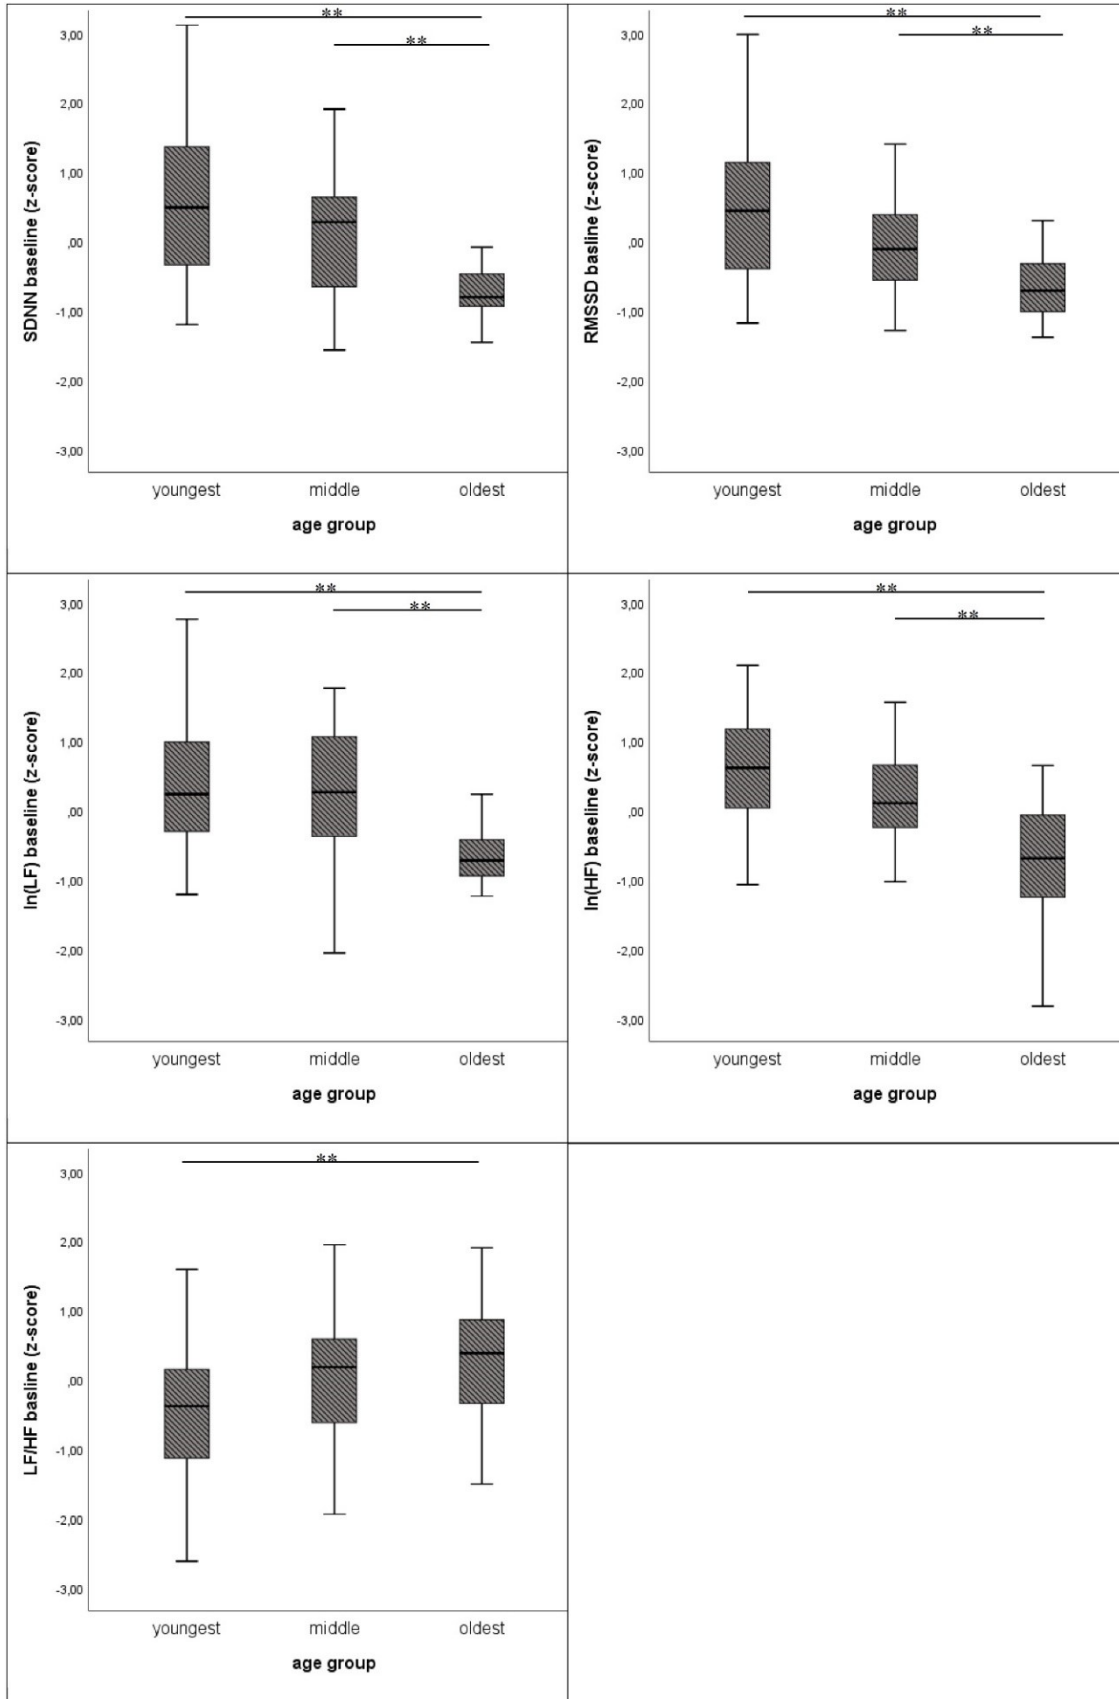 **
**
3,00
2,00
1,00
,00
-1,00
-2,00
-3,00
SDNN baseline (z-score)
youngest middle oldest
age group
**
**
3,00
2,00
1,00
,00
-1,00
-2,00
-3,00
RMSSD basline (z-score)
youngest middle oldest
age group
**
**
3,00
2,00
1,00
,00
-1,00
-2,00
-3,00
ln(LF) baseline (z-score)
youngest middle oldest
age group
**
**
3,00
2,00
1,00
,00
-1,00
-2,00
-3,00
ln(HF) baseline (z-score)
youngest middle oldest
age group
**
3,00
2,00
1,00
,00
-1,00
-2,00
-3,00
LF/HF basline (z-score)
youngest middle oldest
age group